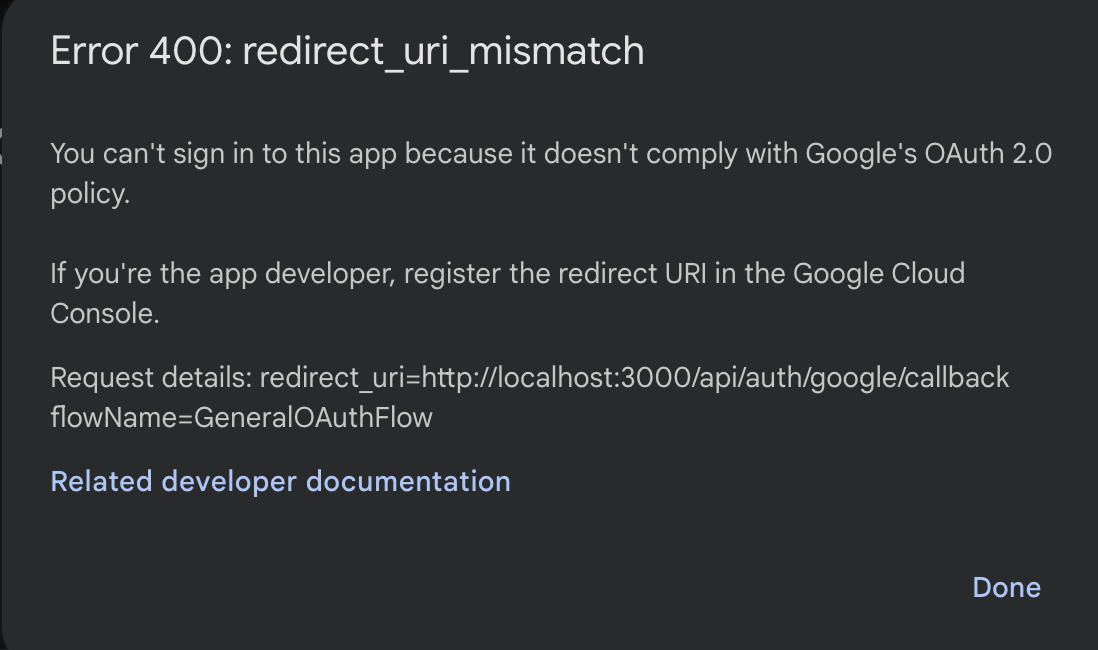 Error 400: redirect_uri_mismatch
You can't sign in to this app because it doesn't comply with Google's OAuth 2.0
policy.
If you're the app developer, register the redirect URI in the Google Cloud
Console.
Request details: redirect_uri=http://localhost:3000/api/auth/google/callback
flowName=GeneralOAuthFlow
Related developer documentation
Done